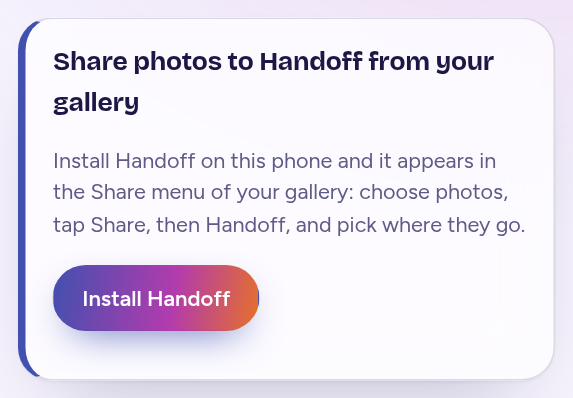 Share photos to Handoff from your
gallery
Install Handoff on this phone and it appears in
the Share menu of your gallery: choose photos,
tap Share, then Handoff, and pick where they go.
Install Handoff